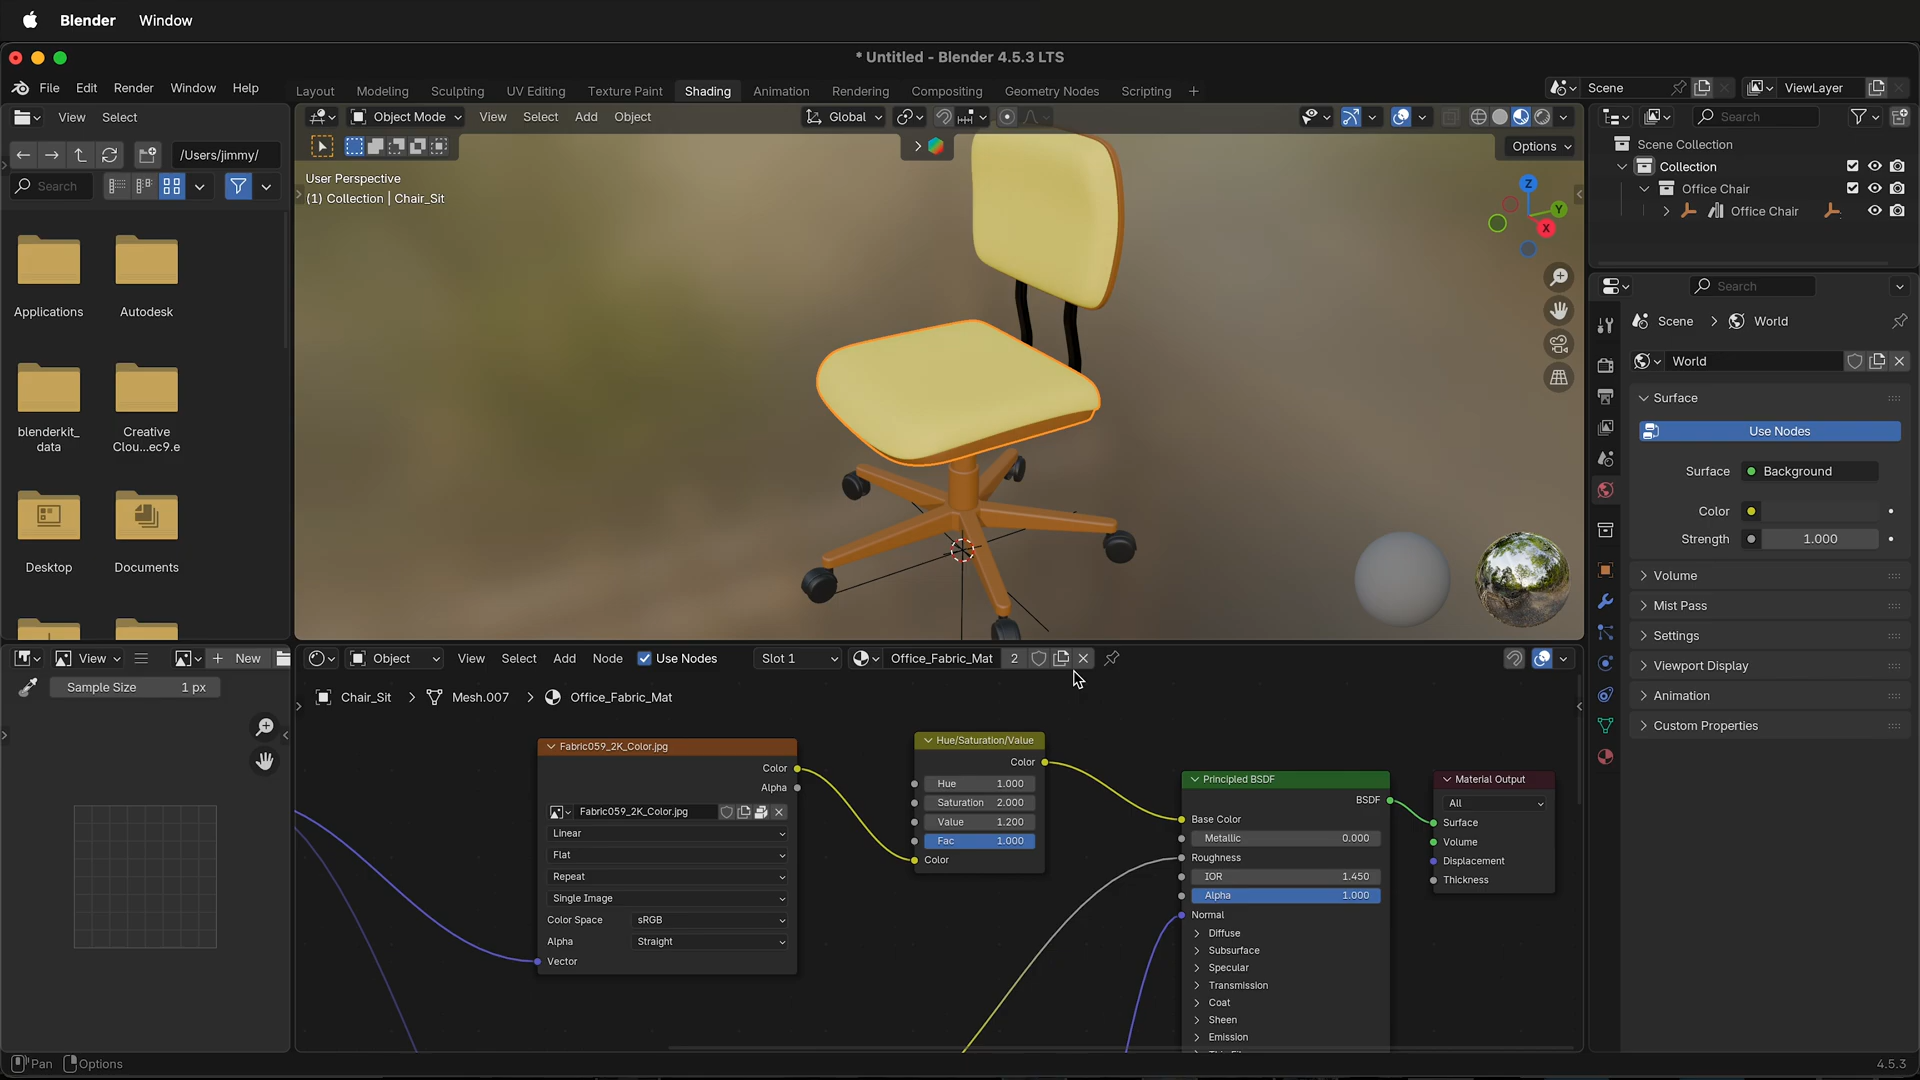 Blender Window
* Untitled - Blender 4.5.3 LTS
File Edit Render Window Help
Layout Modeling Sculpting UV Editing Texture Paint Shading Animation Rendering Compositing Geometry Nodes Scripting +
Scene
ViewLayer
View Select
/Users/jimmy/
Search
Applications
Autodesk
blenderkit_
data
Creative
Clou...ec9.e
Desktop
Documents
Object Mode View Select Add Object
Global
Options
User Perspective
(1) Collection | Chair_Sit
Z
Y
X
Search
Scene Collection
Collection
Office Chair
Office Chair
Search
Scene > World
World
Surface
Use Nodes
Surface Background
Color
Strength 1.000
Volume
Mist Pass
Settings
Viewport Display
Animation
Custom Properties
View + New
Sample Size 1 px
Object View Select Add Node Use Nodes Slot 1 Office_Fabric_Mat 2
Chair_Sit > Mesh.007 > Office_Fabric_Mat
Fabric059_2K_Color.jpg
Color
Alpha
Fabric059_2K_Color.jpg
Linear
Flat
Repeat
Single Image
Color Space sRGB
Alpha Straight
Vector
Hue/Saturation/Value
Color
Hue 1.000
Saturation 2.000
Value 1.200
Fac 1.000
Color
Principled BSDF
BSDF
Base Color
Metallic 0.000
Roughness
IOR 1.450
Alpha 1.000
Normal
Diffuse
Subsurface
Specular
Transmission
Coat
Sheen
Emission
Material Output
All
Surface
Volume
Displacement
Thickness
Pan Options
4.5.3